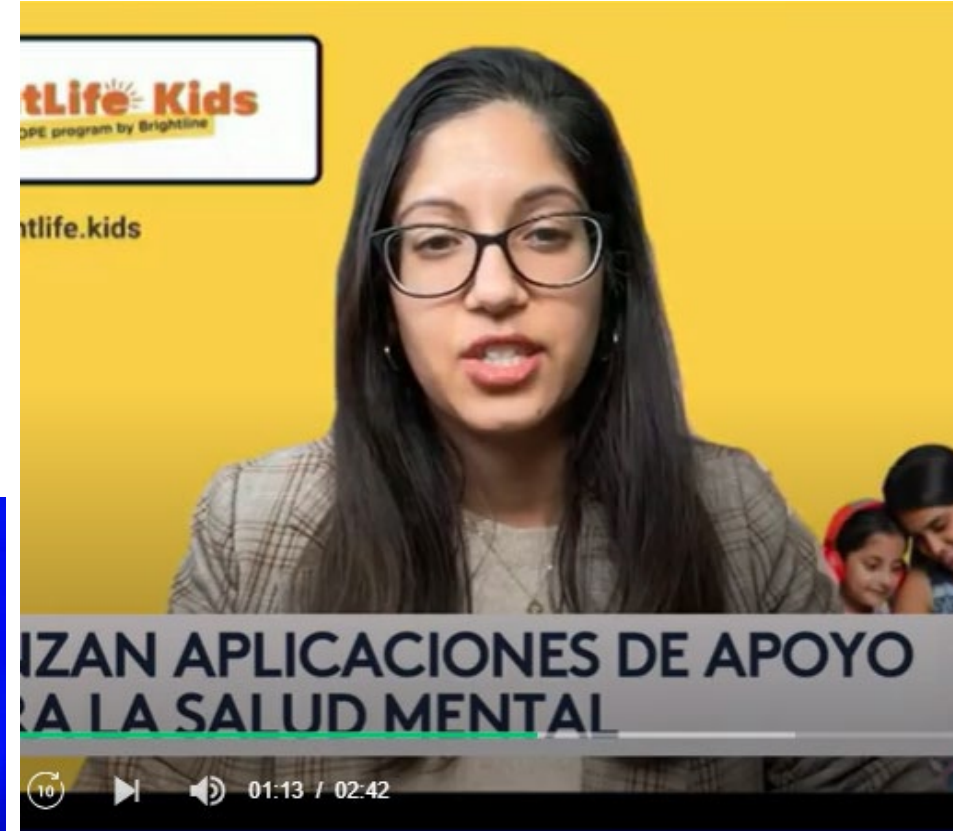 tLife Kids
OPE program by Brightline
tlife.kids
NZAN APLICACIONES DE APOYO
RA LA SALUD MENTAL
10
01:13 / 02:42